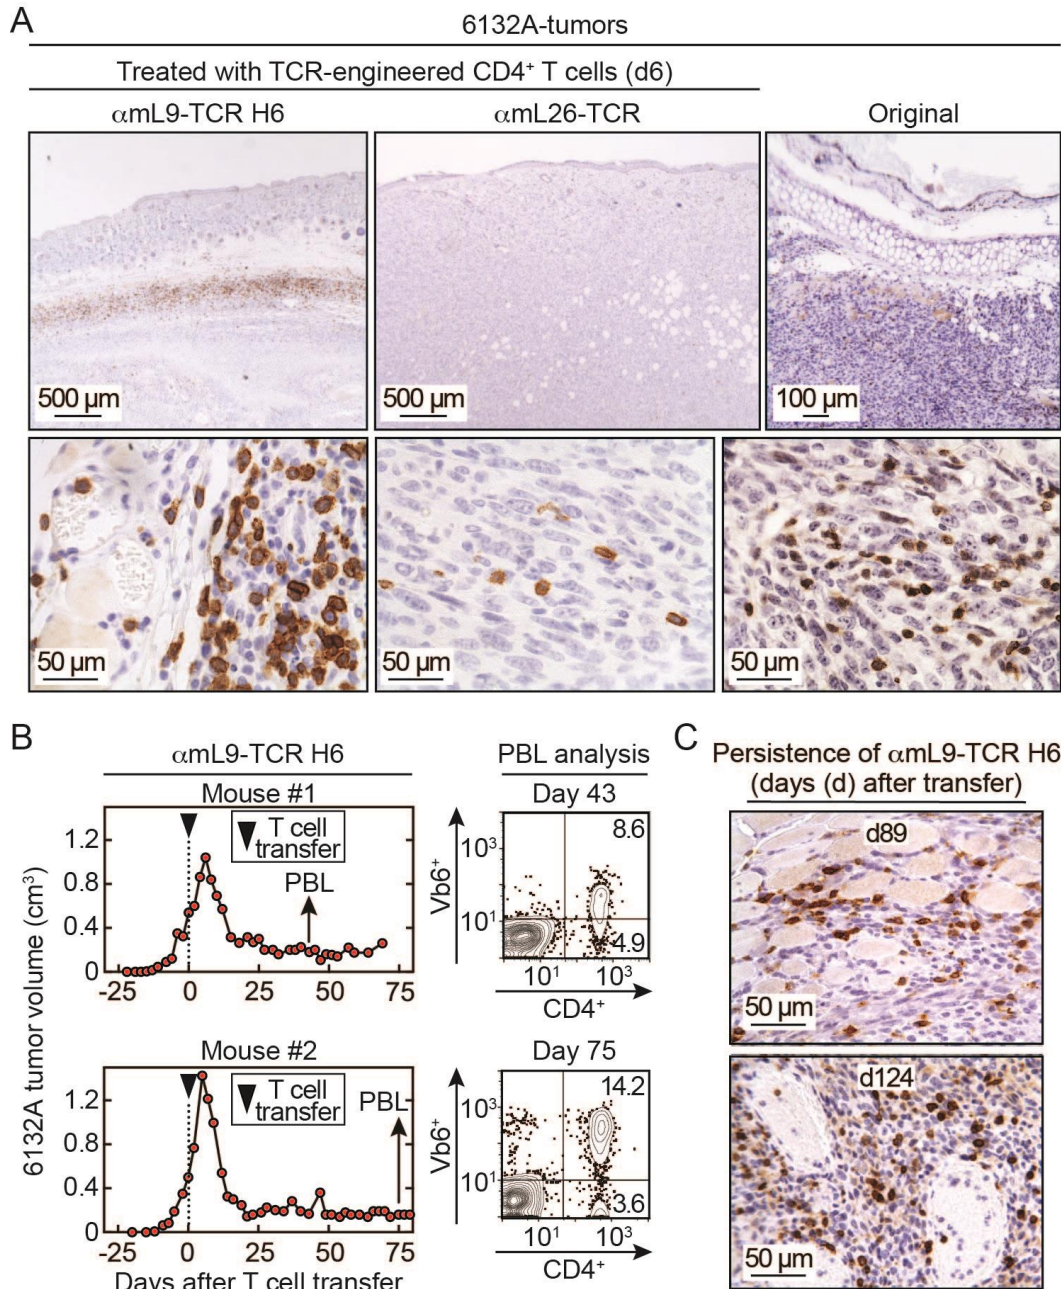 A
6132A-tumors
Treated with TCR-engineered CD4⁺ T cells (d6)
αmL9-TCR H6
αmL26-TCR
Original
500 µm
500 µm
100 µm
50 µm
50 µm
50 µm
B
αmL9-TCR H6
PBL analysis
Mouse #1
Day 43
6132A tumor volume (cm³)
1.2
0.8
0.4
0
-25
0
25
50
75
T cell
transfer
PBL
Vb6⁺
10³
10¹
8.6
4.9
10¹
10³
CD4⁺
Mouse #2
Day 75
1.2
0.8
0.4
0
-25
0
25
50
75
T cell
transfer
PBL
Days after T cell transfer
Vb6⁺
10³
10¹
14.2
3.6
10¹
10³
CD4⁺
C
Persistence of αmL9-TCR H6
(days (d) after transfer)
d89
50 µm
d124
50 µm